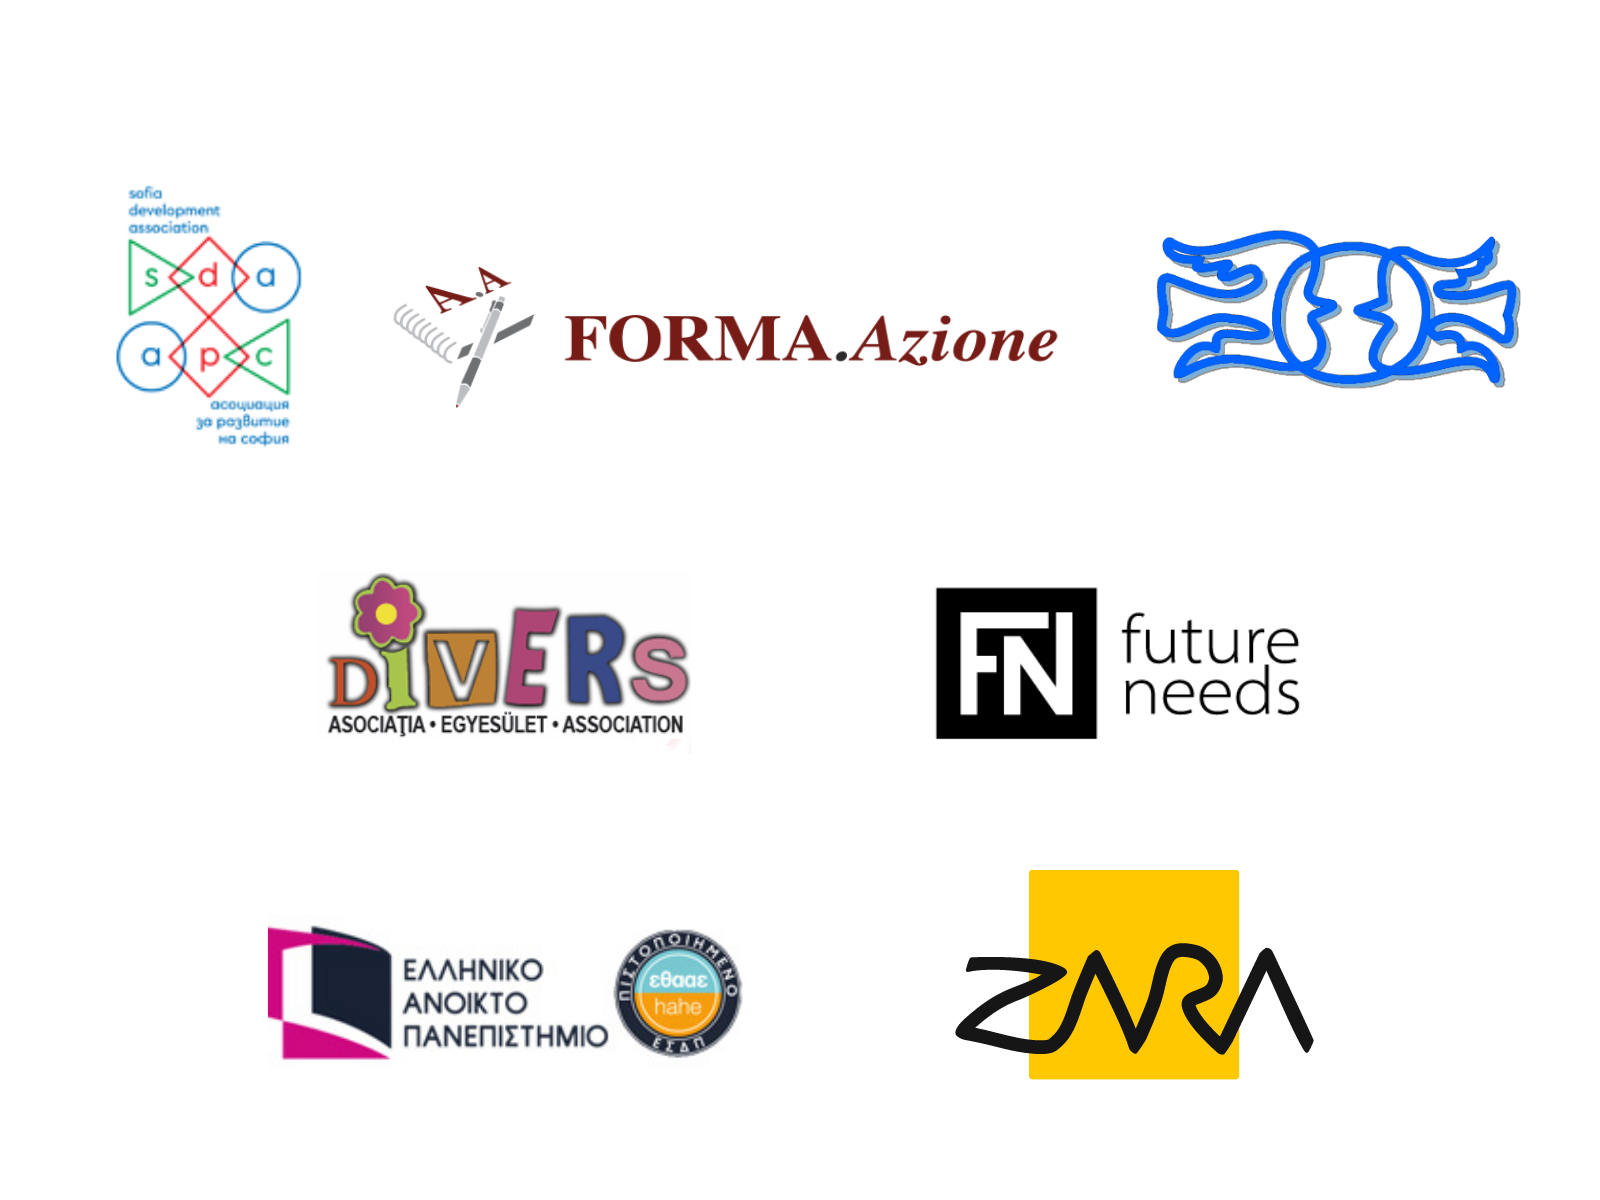 sofia
development
association
s d a
a p c
асоциация
за развитие
на софия
A.A
FORMA.Azione
DiVERs
ASOCIAŢIA • EGYESÜLET • ASSOCIATION
FN
future
needs
ΕΛΛΗΝΙΚΟ
ΑΝΟΙΚΤΟ
ΠΑΝΕΠΙΣΤΗΜΙΟ
ΠΙΣΤΟΠΟΙΗΜΕΝΟ
εθααε
hahe
ΕΣΔΠ
ZARA